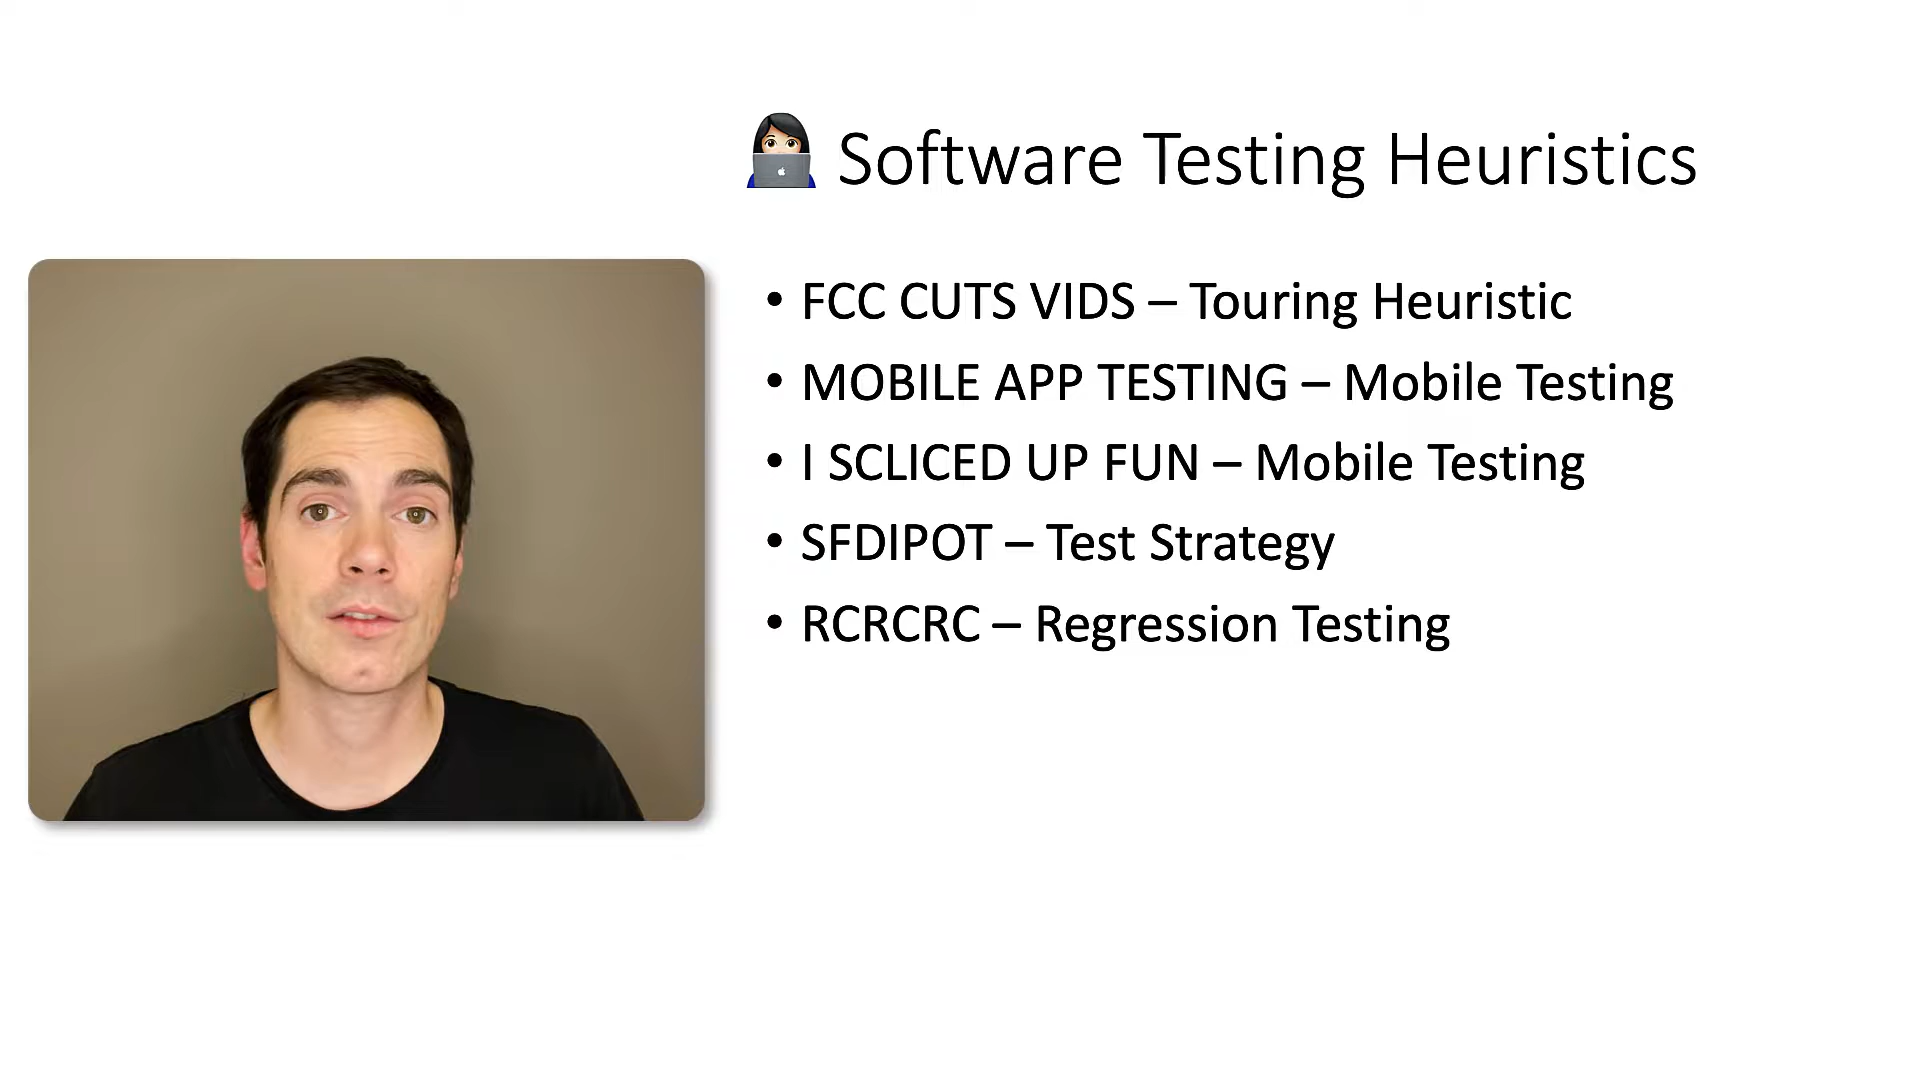 Software Testing Heuristics
• FCC CUTS VIDS – Touring Heuristic
• MOBILE APP TESTING – Mobile Testing
• I SCLICED UP FUN – Mobile Testing
• SFDIPOT – Test Strategy
• RCRCRC – Regression Testing